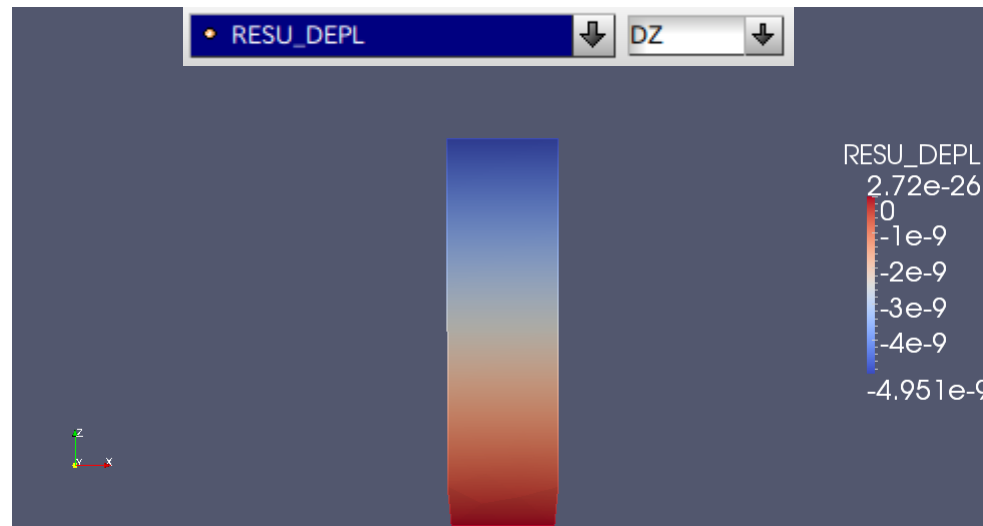 RESU_DEPL DZ
RESU_DEPL
2.72e-26
0
-1e-9
-2e-9
-3e-9
-4e-9
-4.951e-9
Z
Y X